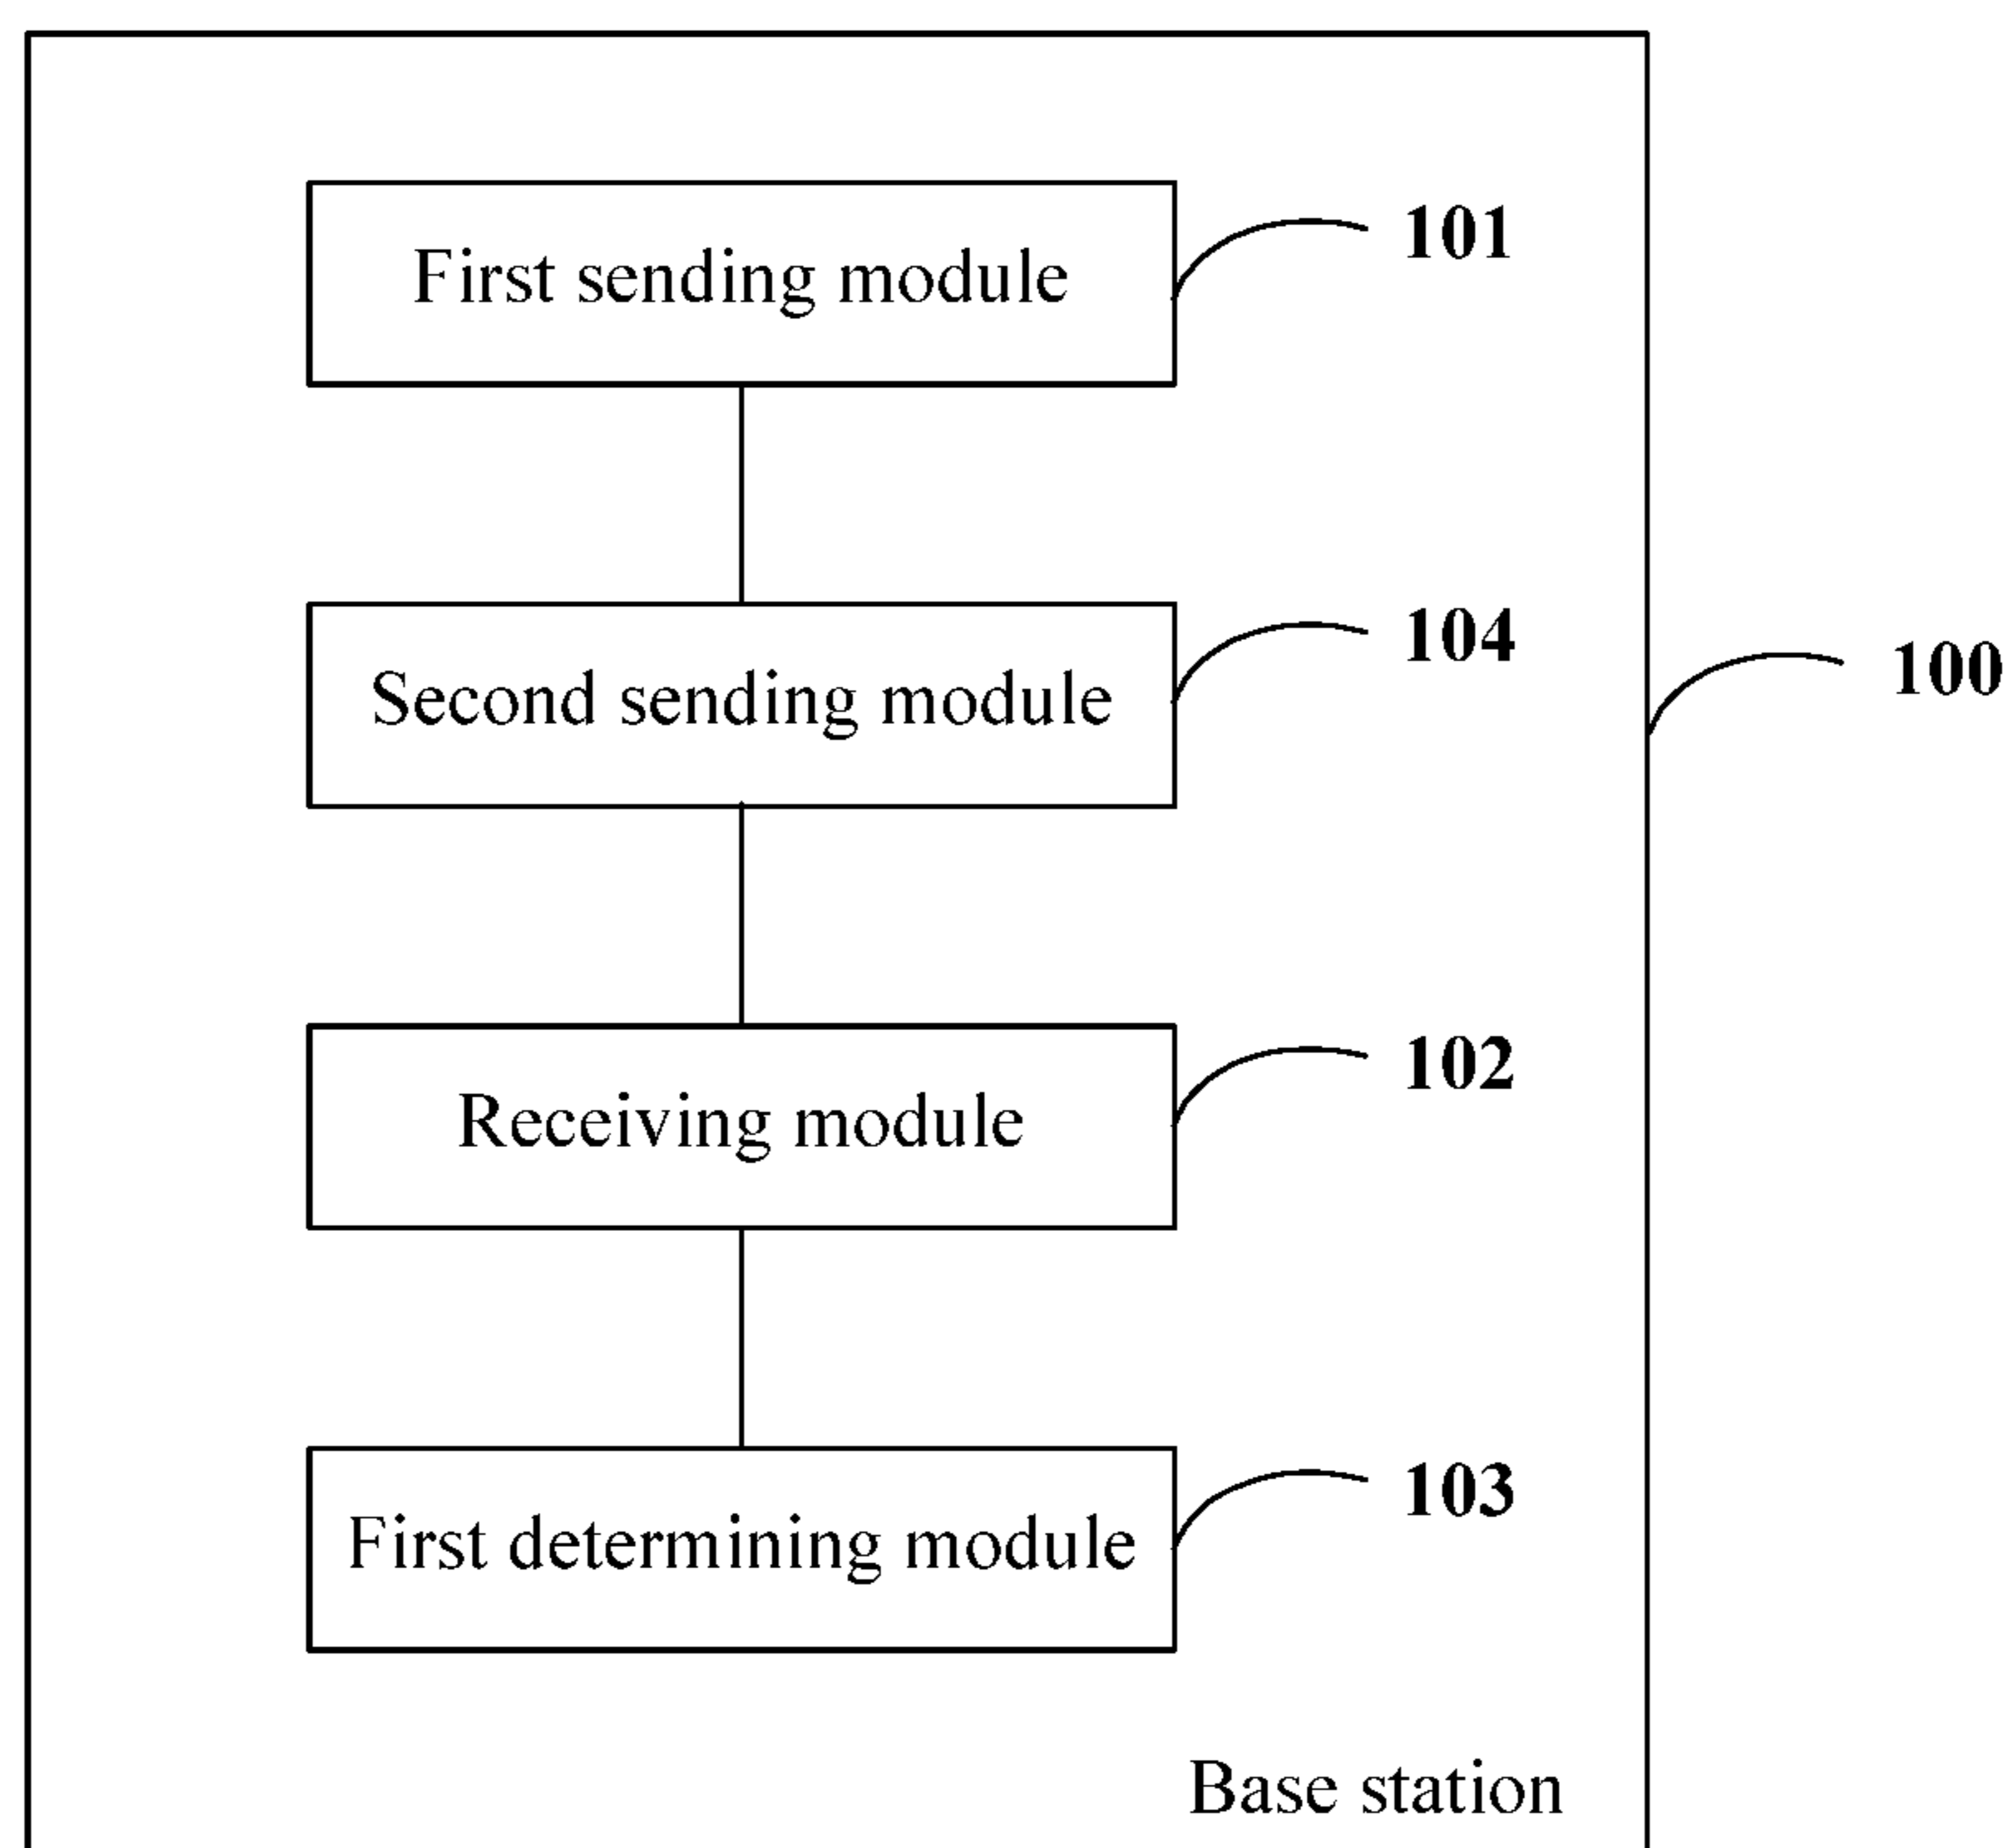 First sending module
101
Second sending module
104
100
Receiving module
102
First determining module
103
Base station